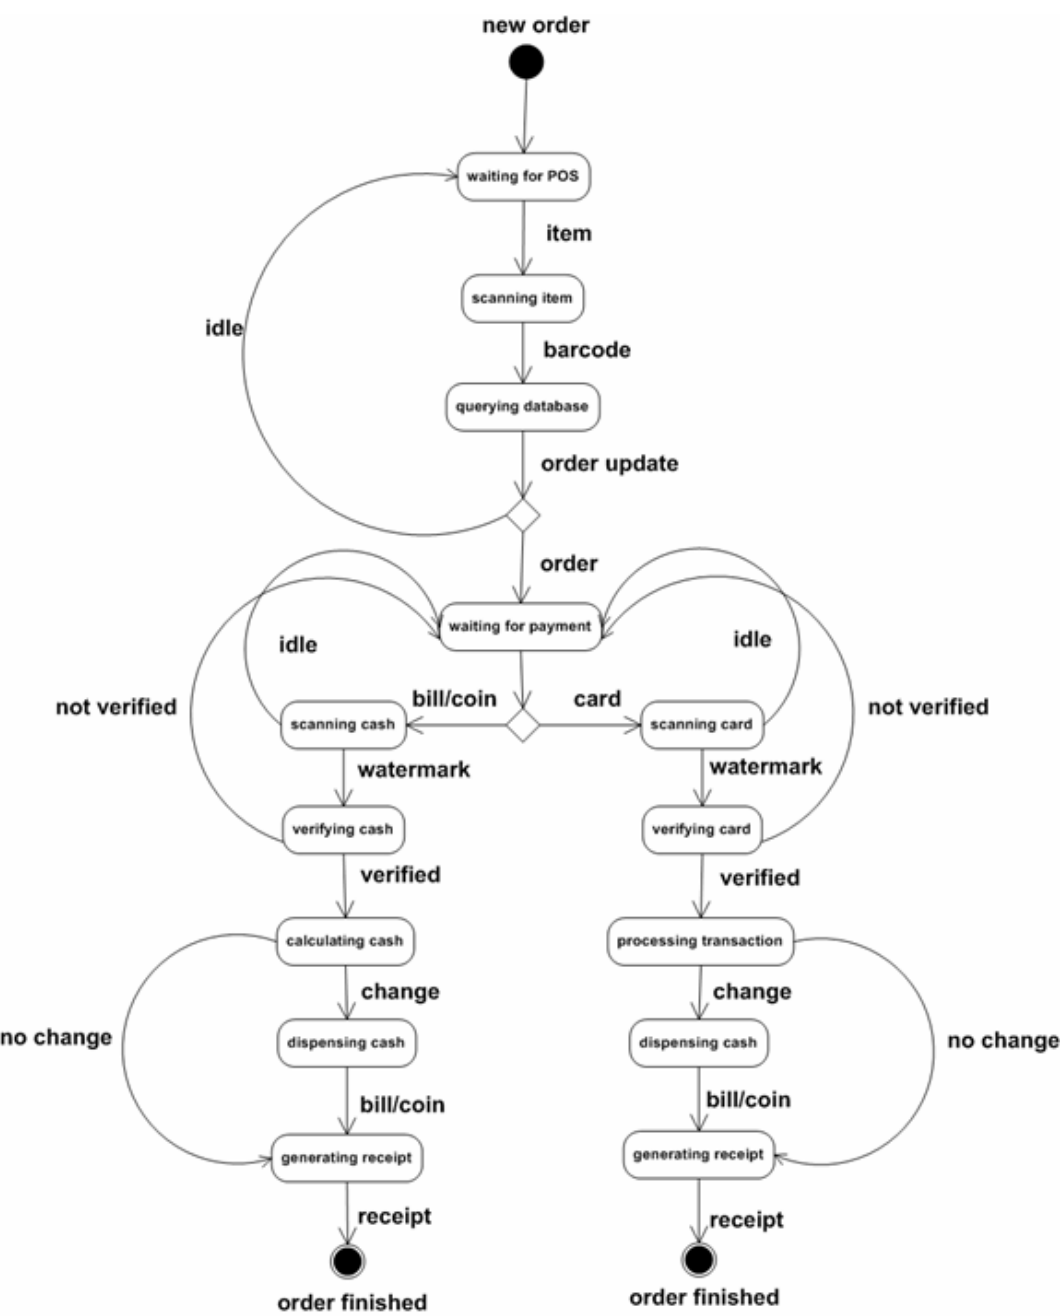 new order
waiting for POS
item
scanning item
idle
barcode
querying database
order update
order
waiting for payment
idle
idle
not verified
bill/coin
card
not verified
scanning cash
scanning card
watermark
watermark
verifying cash
verifying card
verified
verified
calculating cash
processing transaction
change
change
no change
dispensing cash
dispensing cash
no change
bill/coin
bill/coin
generating receipt
generating receipt
receipt
receipt
order finished
order finished